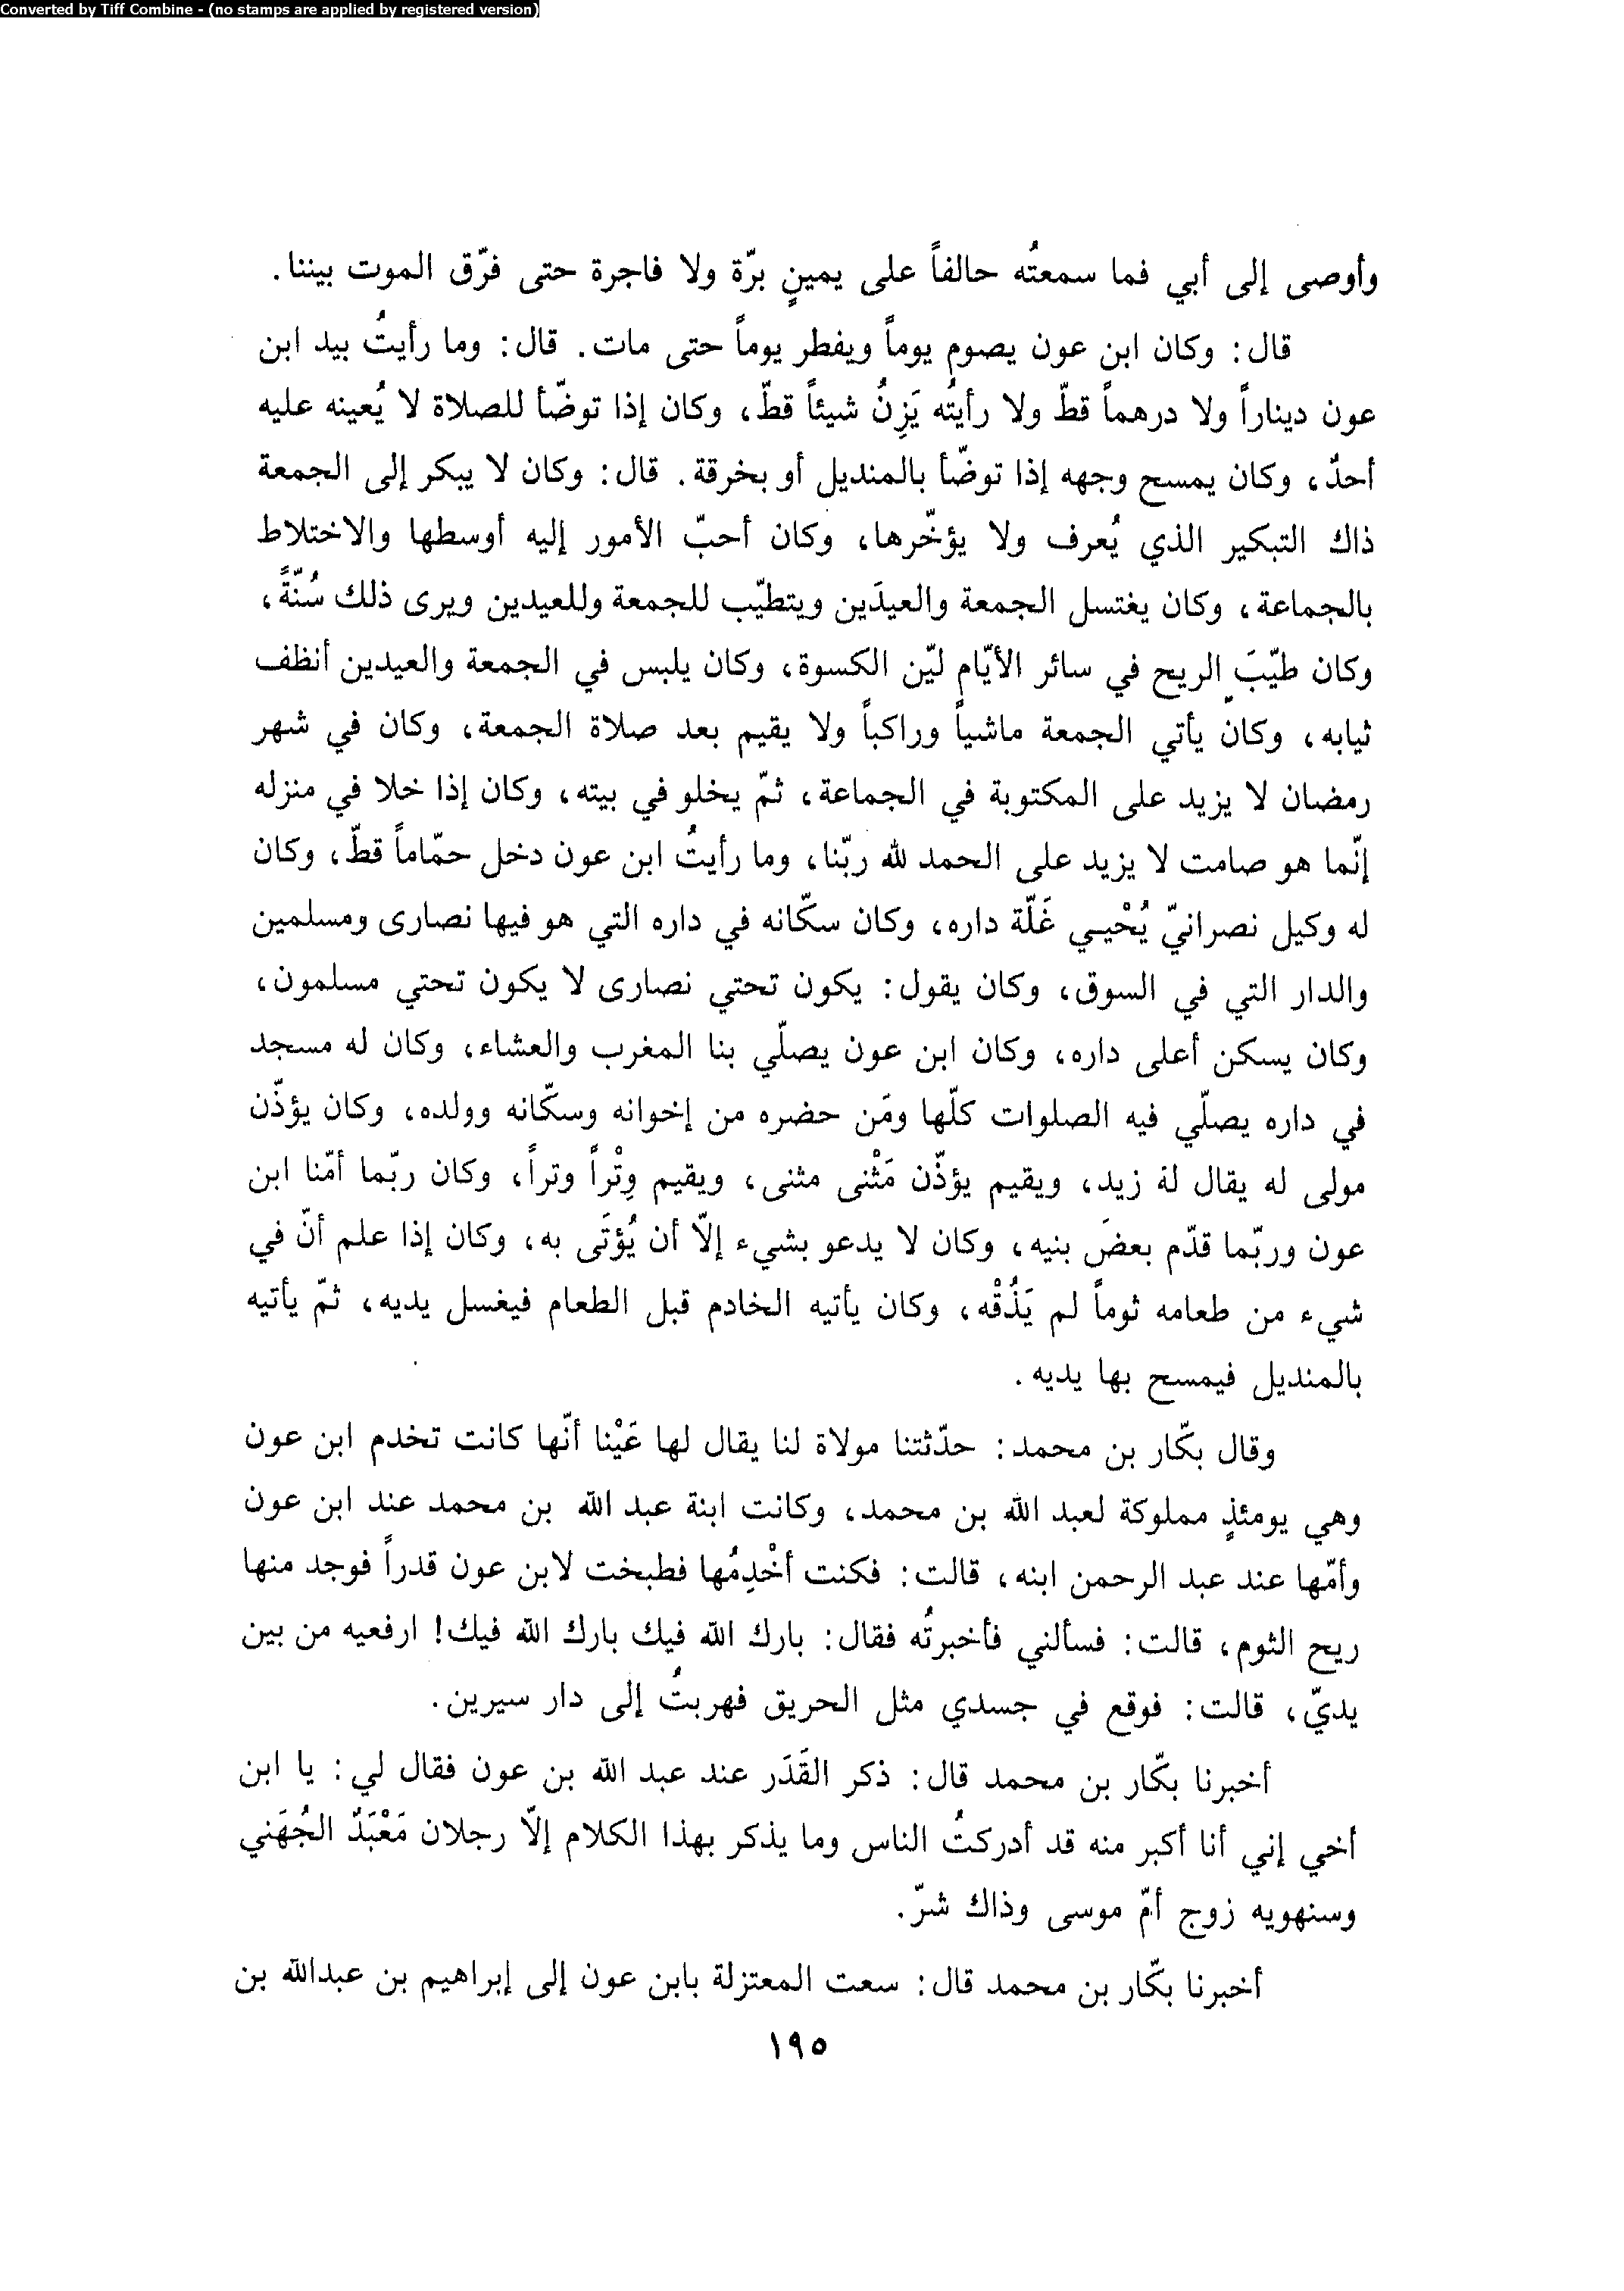 Converted by Tiff Combine - (no stamps are applied by registered version)
وأوصى إلى أبي فما سمعتُه حالفاً على يمينٍ برّة ولا فاجرة حتى فرّق الموت بيننا.
قال: وكان ابن عون يصوم يوماً ويفطر يوماً حتى مات. قال: وما رأيتُ بيد ابن
عون ديناراً ولا درهماً قطّ ولا رأيتُه يَزِنُ شيئاً قطّ، وكان إذا توضّأ للصلاة لا يُعينه عليه
أحدٌ، وكان يمسح وجهه إذا توضّأ بالمنديل أو بخرقة. قال: وكان لا يبكر إلى الجمعة
ذاك التبكير الذي يُعرف ولا يؤخّرها، وكان أحبّ الأمور إليه أوسطها والاختلاط
بالجماعة، وكان يغتسل الجمعة والعيدَين ويتطيّب للجمعة وللعيدين ويرى ذلك سُنّةً،
وكان طيّبَ الريح في سائر الأيّام ليّن الكسوة، وكان يلبس في الجمعة والعيدين أنظف
ثيابه، وكان يأتي الجمعة ماشياً وراكباً ولا يقيم بعد صلاة الجمعة، وكان في شهر
رمضان لا يزيد على المكتوبة في الجماعة، ثمّ يخلو في بيته، وكان إذا خلا في منزله
إنّما هو صامت لا يزيد على الحمد لله ربّنا، وما رأيتُ ابن عون دخل حمّاماً قطّ، وكان
له وكيل نصرانيّ يُحْيـي غَلّة داره، وكان سكّانه في داره التي هو فيها نصارى ومسلمين
والدار التي في السوق، وكان يقول: يكون تحتي نصارى لا يكون تحتي مسلمون،
وكان يسكن أعلى داره، وكان ابن عون يصلّي بنا المغرب والعشاء، وكان له مسجد
في داره يصلّي فيه الصلوات كلّها ومَن حضره من إخوانه وسكّانه وولده، وكان يؤذّن
مولى له يقال له زيد، ويقيم يؤذّن مَثْنى مثنى، ويقيم وِتْراً وتراً، وكان ربّما أمّنا ابن
عون وربّما قدّم بعضَ بنيه، وكان لا يدعو بشيء إلاّ أن يُؤتَى به، وكان إذا علم أنّ في
شيء من طعامه ثوماً لم يَذُقْه، وكان يأتيه الخادم قبل الطعام فيغسل يديه، ثمّ يأتيه
بالمنديل فيمسح بها يديه.
وقال بكّار بن محمد: حدّثتنا مولاة لنا يقال لها عَيْنا أنّها كانت تخدم ابن عون
وهي يومئذٍ مملوكة لعبد الله بن محمد، وكانت ابنة عبد الله بن محمد عند ابن عون
وأمّها عند عبد الرحمن ابنه، قالت: فكنت أخْدِمُها فطبخت لابن عون قدراً فوجد منها
ريح الثوم، قالت: فسألني فأخبرتُه فقال: بارك الله فيك بارك الله فيك! ارفعيه من بين
يديّ، قالت: فوقع في جسدي مثل الحريق فهربتُ إلى دار سيرين.
أخبرنا بكّار بن محمد قال: ذكر القَدَر عند عبد الله بن عون فقال لي: يا ابن
أخي إني أنا أكبر منه قد أدركتُ الناس وما يذكر بهذا الكلام إلاّ رجلان مَعْبَدٌ الجُهَني
وسنهويه زوج أمّ موسى وذاك شرّ.
أخبرنا بكّار بن محمد قال: سعت المعتزلة بابن عون إلى إبراهيم بن عبدالله بن
١٩٥